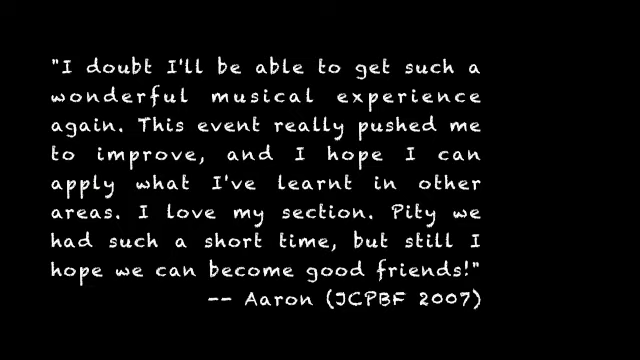 "I doubt I'll be able to get such a
wonderful musical experience
again. This event really pushed me
to improve, and I hope I can
apply what I've learnt in other
areas. I love my section. Pity we
had such a short time, but still I
hope we can become good friends!"
-- Aaron (JCPBF 2007)